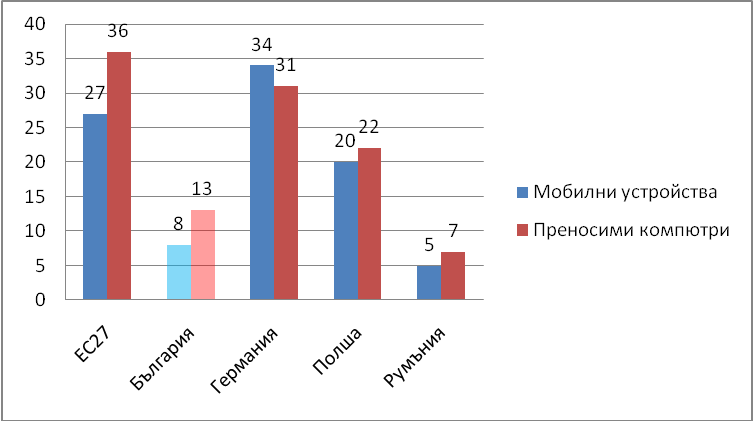 40
35
30
25
20
15
10
5
0
27
36
8
13
34
31
20
22
5
7
ЕС27
България
Германия
Полша
Румъния
Мобилни устройства
Преносими компютри